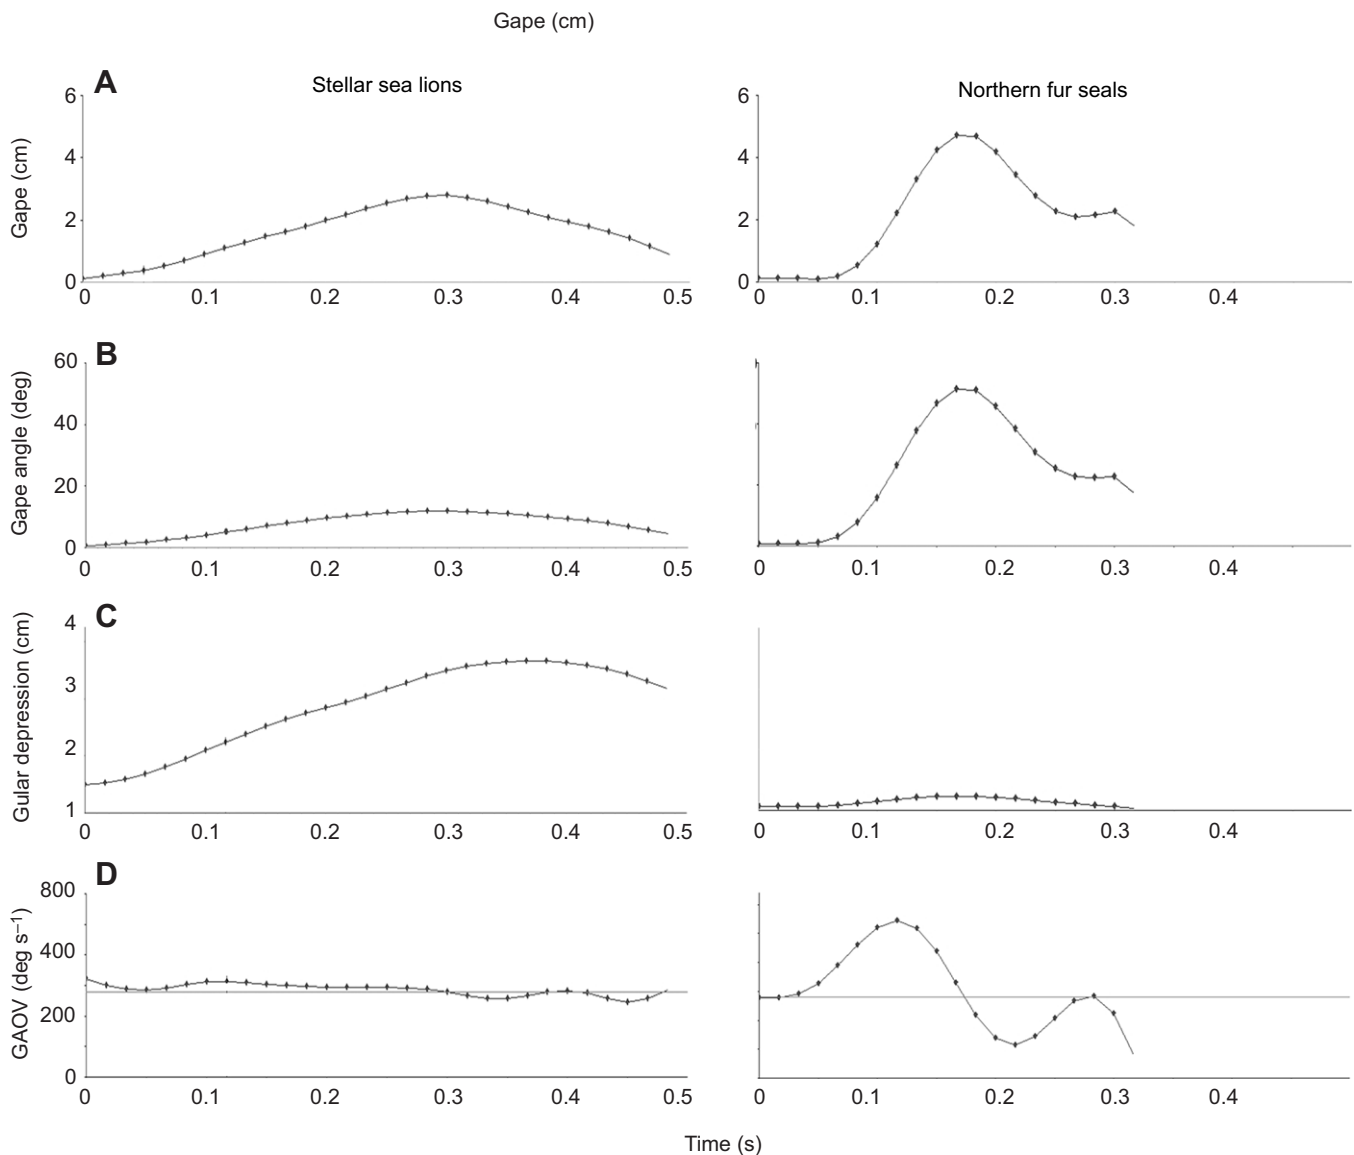 Gape (cm)
A
Stellar sea lions
Northern fur seals
Gape (cm)
6
4
2
0
0 0.1 0.2 0.3 0.4 0.5
6
4
2
0
0 0.1 0.2 0.3 0.4
B
Gape angle (deg)
60
40
20
0
0 0.1 0.2 0.3 0.4 0.5
0 0.1 0.2 0.3 0.4
C
Gular depression (cm)
4
3
2
1
0 0.1 0.2 0.3 0.4 0.5
0 0.1 0.2 0.3 0.4
D
GAOV (deg s⁻¹)
800
400
200
0
0 0.1 0.2 0.3 0.4 0.5
0 0.1 0.2 0.3 0.4
Time (s)